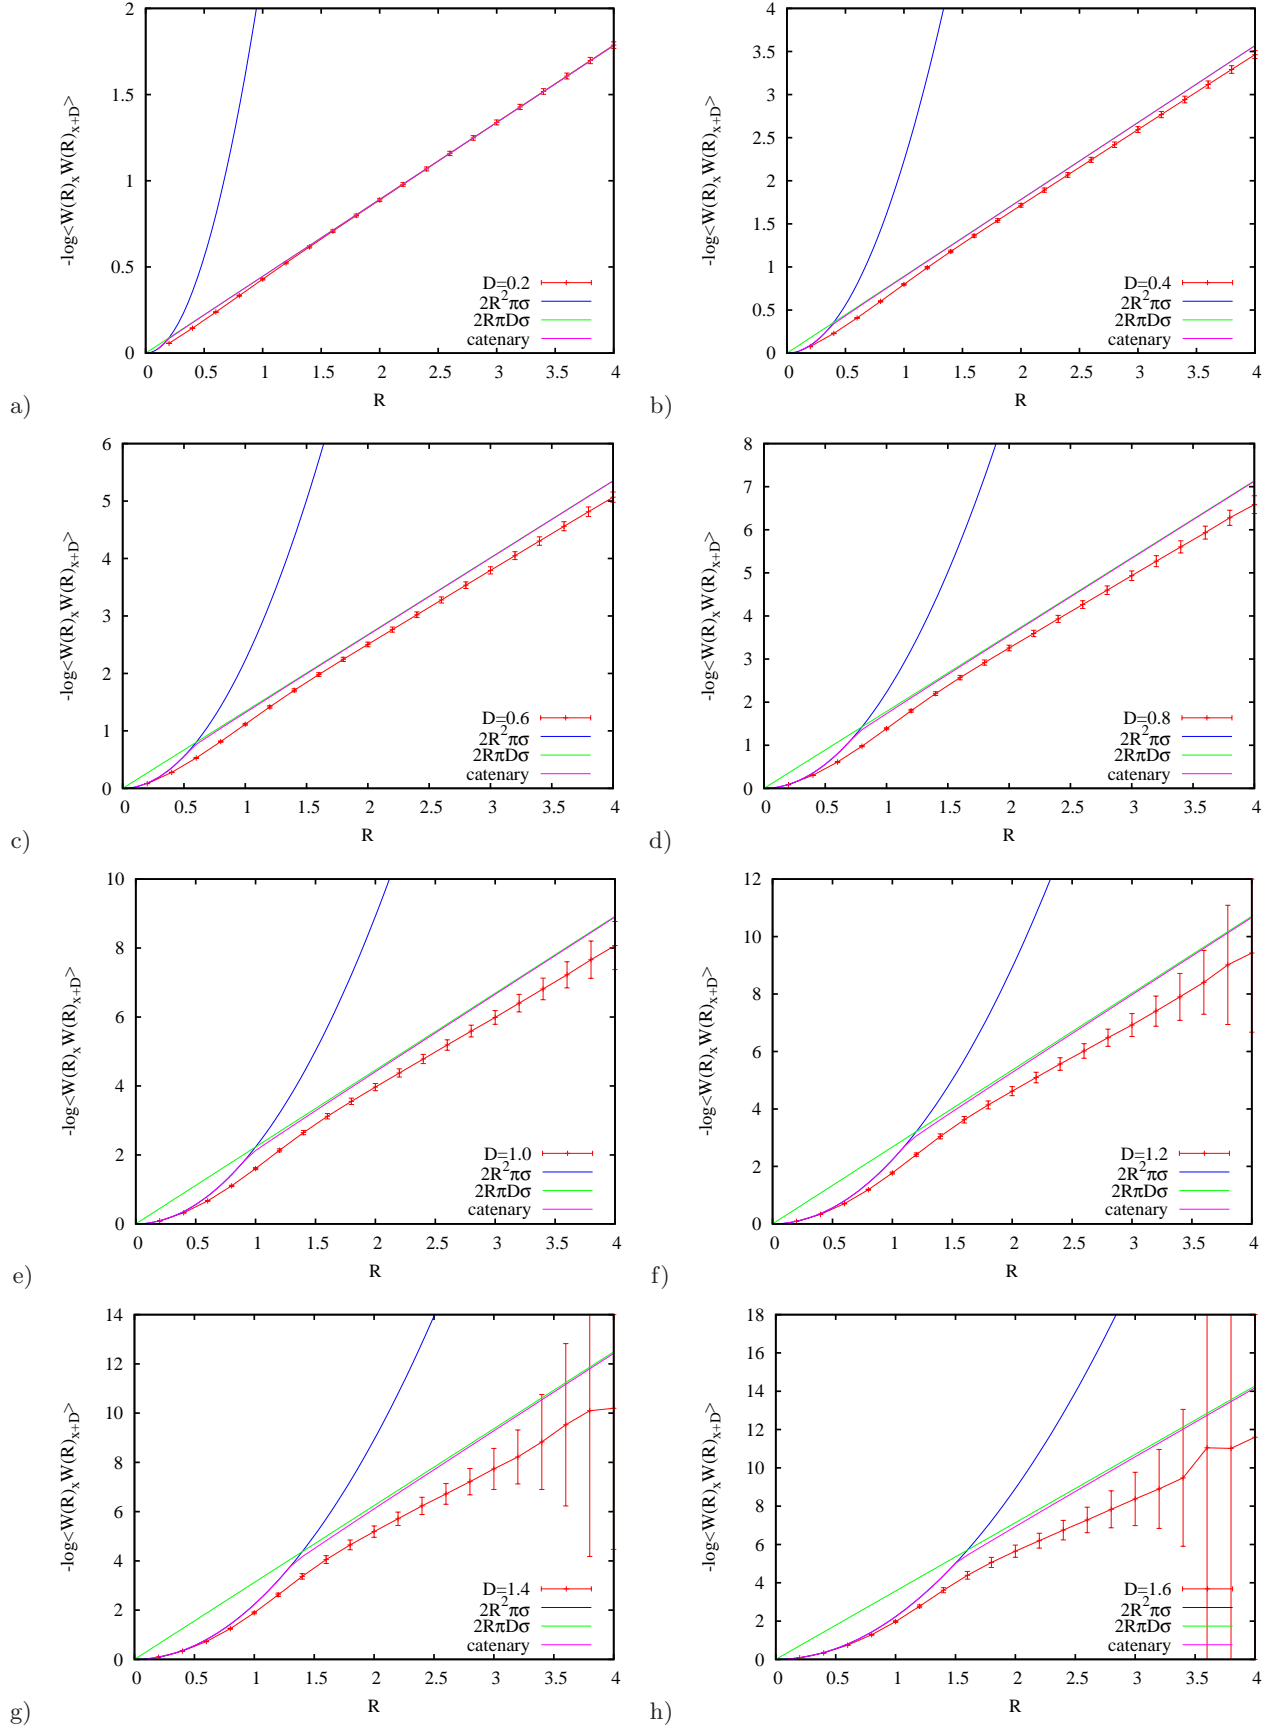 2
1.5
1
0.5
0
0 0.5 1 1.5 2 2.5 3 3.5 4
R
-log<W(R)ₓW(R)ₓ₊D>
D=0.2
2R²πσ
2RπDσ
catenary
a)
4
3.5
3
2.5
2
1.5
1
0.5
0
0 0.5 1 1.5 2 2.5 3 3.5 4
R
-log<W(R)ₓW(R)ₓ₊D>
D=0.4
2R²πσ
2RπDσ
catenary
b)
6
5
4
3
2
1
0
0 0.5 1 1.5 2 2.5 3 3.5 4
R
-log<W(R)ₓW(R)ₓ₊D>
D=0.6
2R²πσ
2RπDσ
catenary
c)
8
7
6
5
4
3
2
1
0
0 0.5 1 1.5 2 2.5 3 3.5 4
R
-log<W(R)ₓW(R)ₓ₊D>
D=0.8
2R²πσ
2RπDσ
catenary
d)
10
8
6
4
2
0
0 0.5 1 1.5 2 2.5 3 3.5 4
R
-log<W(R)ₓW(R)ₓ₊D>
D=1.0
2R²πσ
2RπDσ
catenary
e)
12
10
8
6
4
2
0
0 0.5 1 1.5 2 2.5 3 3.5 4
R
-log<W(R)ₓW(R)ₓ₊D>
D=1.2
2R²πσ
2RπDσ
catenary
f)
14
12
10
8
6
4
2
0
0 0.5 1 1.5 2 2.5 3 3.5 4
R
-log<W(R)ₓW(R)ₓ₊D>
D=1.4
2R²πσ
2RπDσ
catenary
g)
18
16
14
12
10
8
6
4
2
0
0 0.5 1 1.5 2 2.5 3 3.5 4
R
-log<W(R)ₓW(R)ₓ₊D>
D=1.6
2R²πσ
2RπDσ
catenary
h)